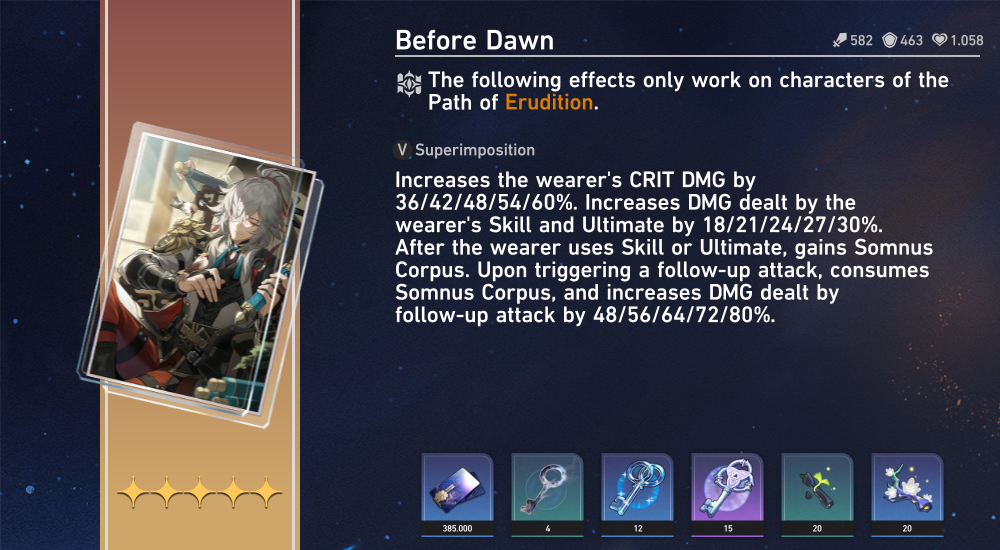 Before Dawn
582 463 1.058
The following effects only work on characters of the
Path of Erudition.
V Superimposition
Increases the wearer's CRIT DMG by
36/42/48/54/60%. Increases DMG dealt by the
wearer's Skill and Ultimate by 18/21/24/27/30%.
After the wearer uses Skill or Ultimate, gains Somnus
Corpus. Upon triggering a follow-up attack, consumes
Somnus Corpus, and increases DMG dealt by
follow-up attack by 48/56/64/72/80%.
385.000 4 12 15 20 20